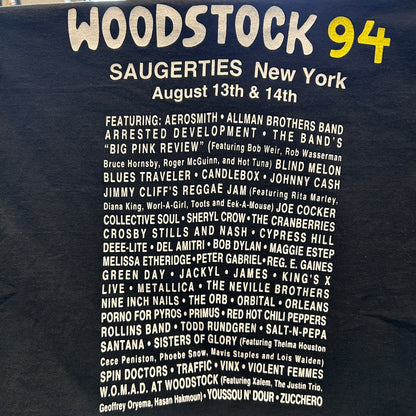 WOODSTOCK 94
SAUGERTIES New York
August 13th & 14th
FEATURING: AEROSMITH • ALLMAN BROTHERS BAND
ARRESTED DEVELOPMENT • THE BAND'S
"BIG PINK REVIEW" (Featuring Bob Weir, Rob Wasserman
Bruce Hornsby, Roger McGuinn, and Hot Tuna) BLIND MELON
BLUES TRAVELER • CANDLEBOX • JOHNNY CASH
JIMMY CLIFF'S REGGAE JAM (Featuring Rita Marley,
Diana King, Worl-A-Girl, Toots and Eek-A-Mouse) JOE COCKER
COLLECTIVE SOUL • SHERYL CROW • THE CRANBERRIES
CROSBY STILLS AND NASH • CYPRESS HILL
DEEE-LITE • DEL AMITRI • BOB DYLAN • MAGGIE ESTEP
MELISSA ETHERIDGE • PETER GABRIEL • REG. E. GAINES
GREEN DAY • JACKYL • JAMES • KING'S X
LIVE • METALLICA • THE NEVILLE BROTHERS
NINE INCH NAILS • THE ORB • ORBITAL • ORLEANS
PORNO FOR PYROS • PRIMUS • RED HOT CHILI PEPPERS
ROLLINS BAND • TODD RUNDGREN • SALT-N-PEPA
SANTANA • SISTERS OF GLORY (Featuring Thelma Houston
Cece Peniston, Phoebe Snow, Mavis Staples and Lois Walden)
SPIN DOCTORS • TRAFFIC • VINX • VIOLENT FEMMES
W.O.M.A.D. AT WOODSTOCK (Featuring Xalem, The Justin Trio,
Geoffrey Oryema, Hasan Hakmoun) • YOUSSOU N' DOUR • ZUCCHERO